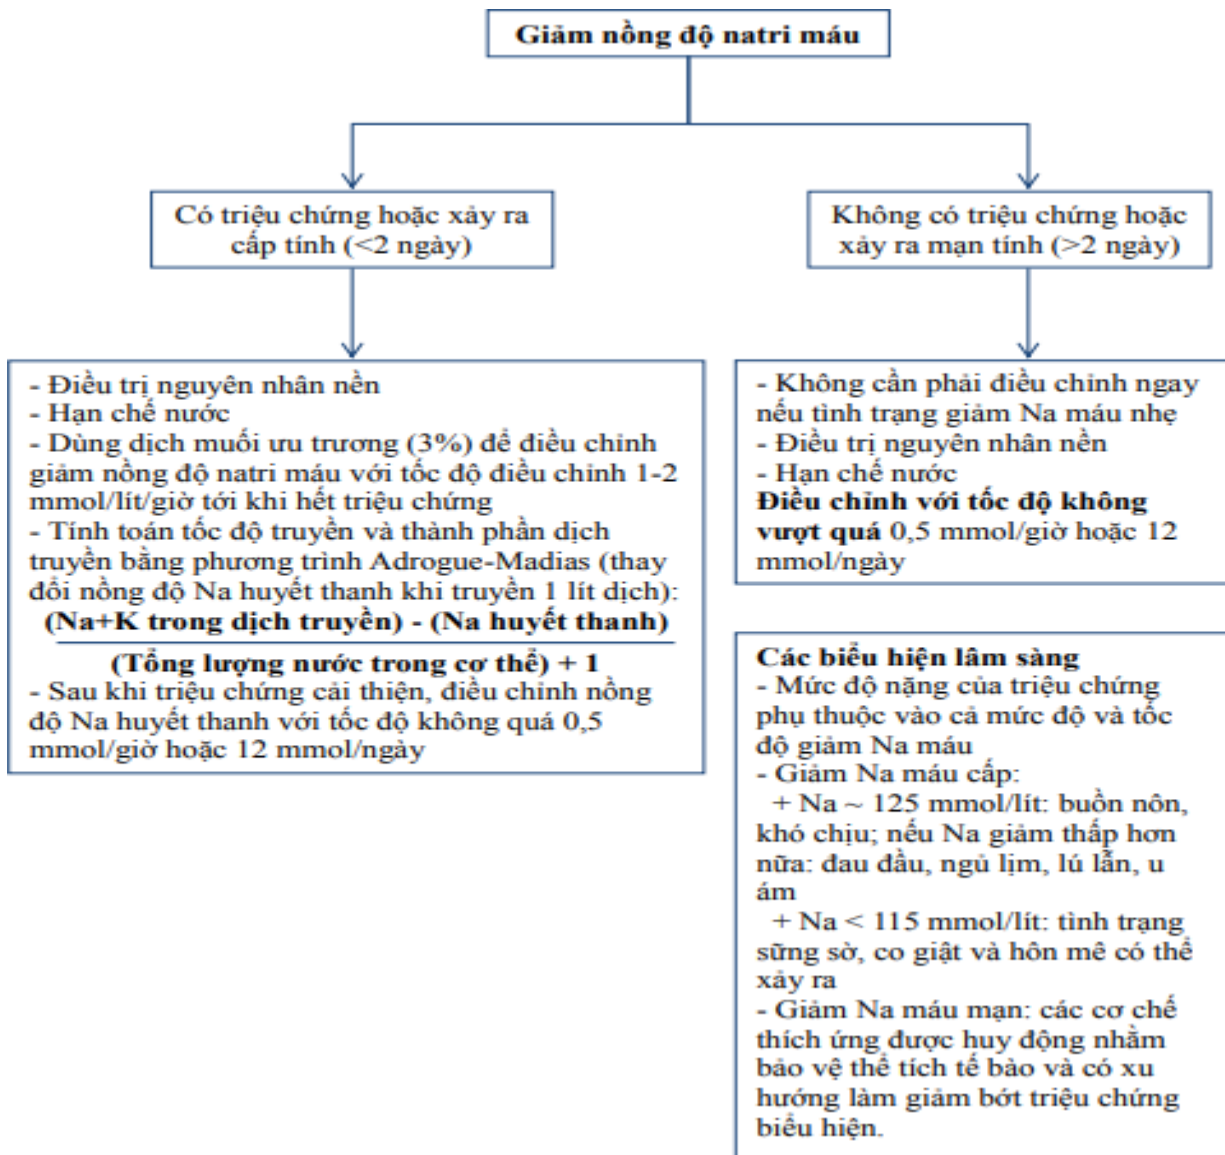 Giảm nồng độ natri máu
Có triệu chứng hoặc xảy ra
cấp tính (<2 ngày)
Không có triệu chứng hoặc
xảy ra mạn tính (>2 ngày)
- Điều trị nguyên nhân nền
- Hạn chế nước
- Dùng dịch muối ưu trương (3%) để điều chỉnh
giảm nồng độ natri máu với tốc độ điều chỉnh 1-2
mmol/lít/giờ tới khi hết triệu chứng
- Tính toán tốc độ truyền và thành phần dịch
truyền bằng phương trình Adrogue-Madias (thay
đổi nồng độ Na huyết thanh khi truyền 1 lít dịch):
(Na+K trong dịch truyền) - (Na huyết thanh)
(Tổng lượng nước trong cơ thể) + 1
- Sau khi triệu chứng cải thiện, điều chỉnh nồng
độ Na huyết thanh với tốc độ không quá 0,5
mmol/giờ hoặc 12 mmol/ngày
- Không cần phải điều chỉnh ngay
nếu tình trạng giảm Na máu nhẹ
- Điều trị nguyên nhân nền
- Hạn chế nước
Điều chỉnh với tốc độ không
vượt quá 0,5 mmol/giờ hoặc 12
mmol/ngày
Các biểu hiện lâm sàng
- Mức độ nặng của triệu chứng
phụ thuộc vào cả mức độ và tốc
độ giảm Na máu
- Giảm Na máu cấp:
+ Na ~ 125 mmol/lít: buồn nôn,
khó chịu; nếu Na giảm thấp hơn
nữa: đau đầu, ngủ lịm, lú lẫn, u
ám
+ Na < 115 mmol/lít: tình trạng
sững sờ, co giật và hôn mê có thể
xảy ra
- Giảm Na máu mạn: các cơ chế
thích ứng được huy động nhằm
bảo vệ thể tích tế bào và có xu
hướng làm giảm bớt triệu chứng
biểu hiện.